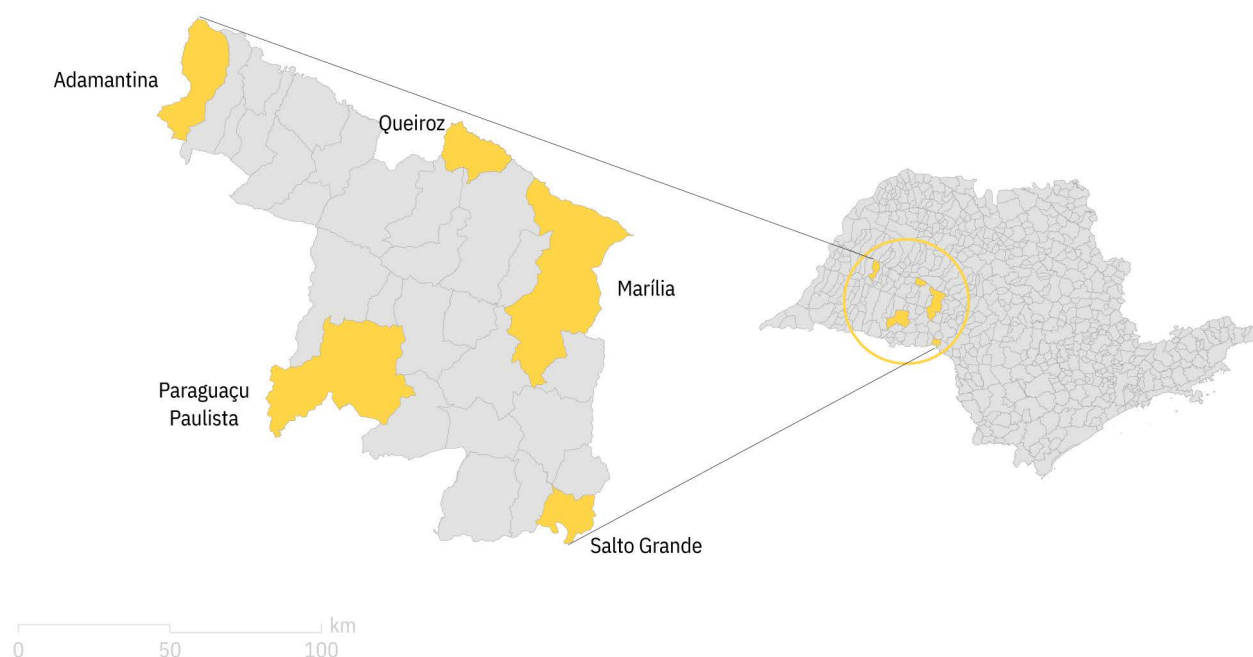 Adamantina
Queiroz
Marília
Paraguaçu
Paulista
Salto Grande
km
0 50 100